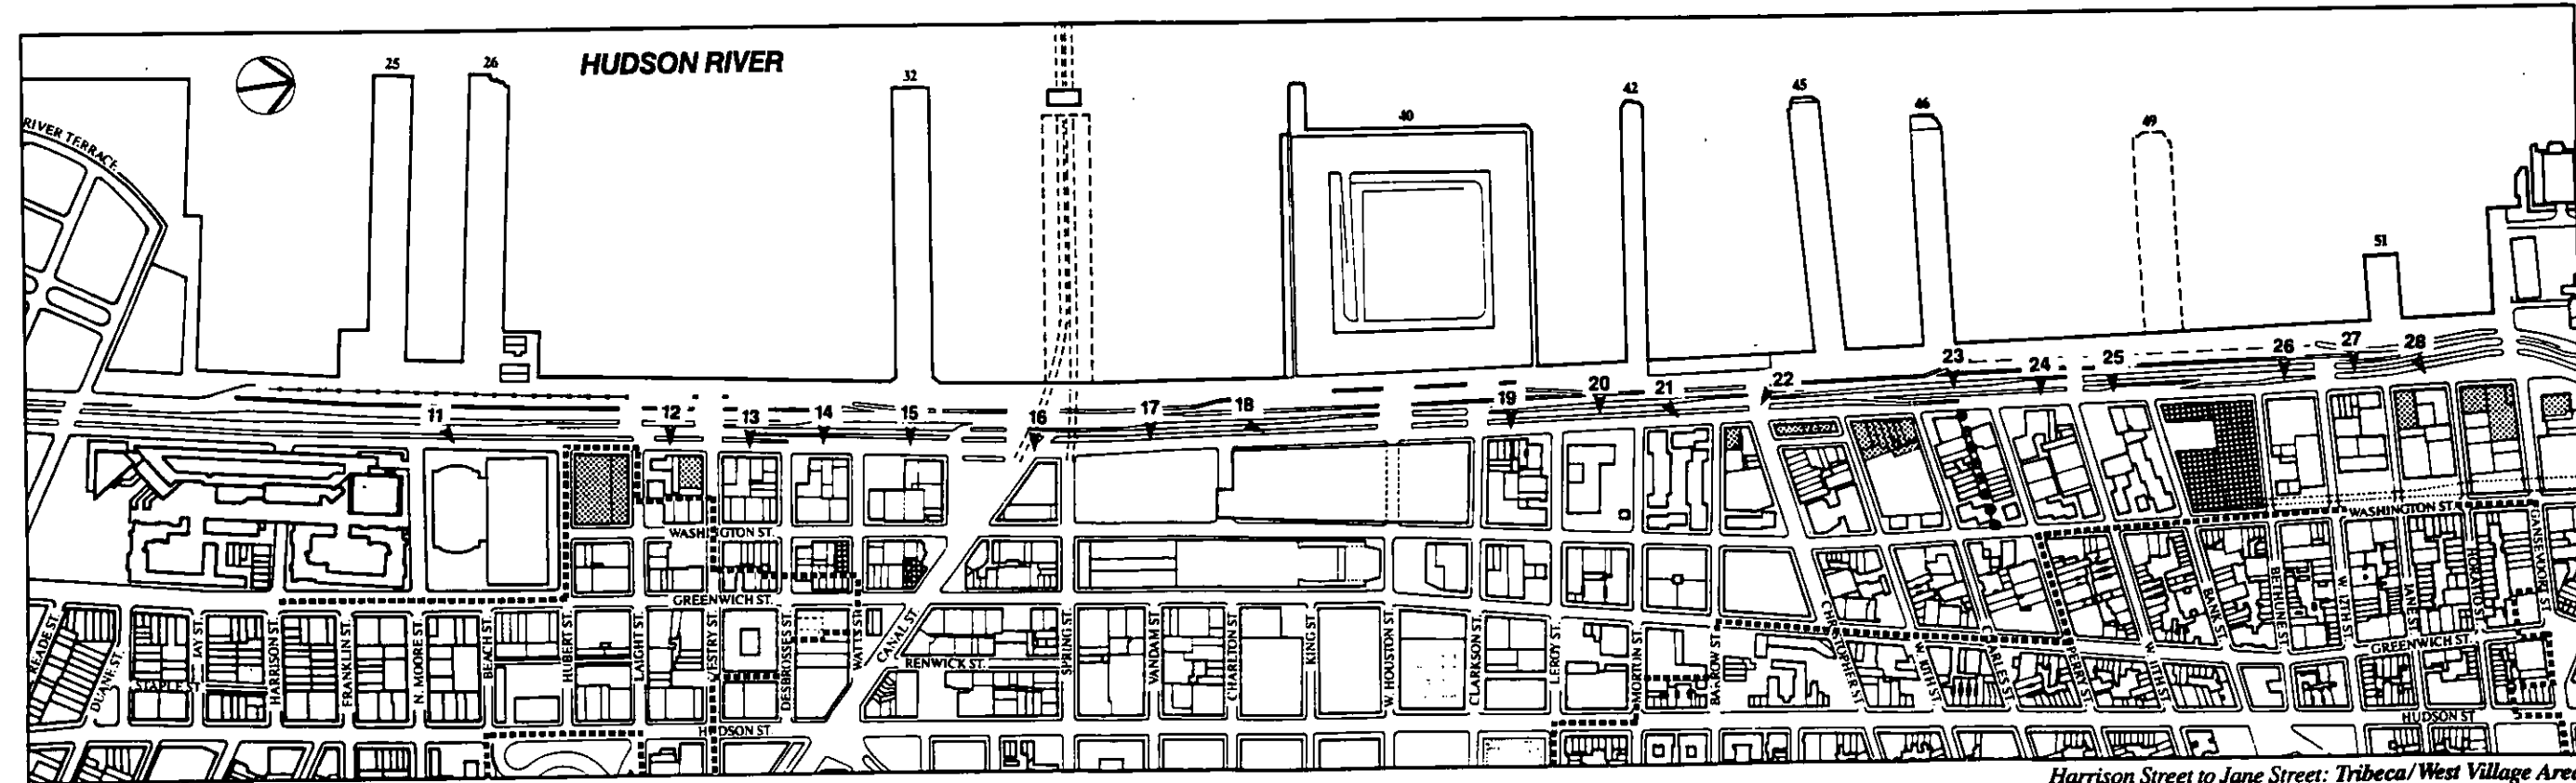 HUDSON RIVER
25
26
32
40
42
45
46
49
51
RIVER TERRACE
11
12
13
14
15
16
17
18
19
20
21
22
23
24
25
26
27
28
WASHINGTON ST.
WASHINGTON ST.
GREENWICH ST.
GREENWICH ST.
READE ST.
DUANE ST.
STAPLE ST
JAY ST.
HARRISON ST.
FRANKLIN ST.
N. MOORE ST.
BEACH ST.
HUBERT ST.
LAIGHT ST.
VESTRY ST.
DESBROSSES ST.
WATTS ST.
CANAL ST.
RENWICK ST.
SPRING ST.
VANDAM ST.
CHARLTON ST.
KING ST.
W. HOUSTON ST.
CLARKSON ST.
LEROY ST.
MORTON ST.
BARROW ST.
CHRISTOPHER ST.
W. 10TH ST.
CHARLES ST.
PERRY ST.
W. 11TH ST.
BANK ST.
BETHUNE ST.
W. 12TH ST.
JANE ST.
HORATIO ST.
GANSEVOORT ST.
HUDSON ST.
HUDSON ST
Harrison Street to Jane Street: Tribeca/West Village Area